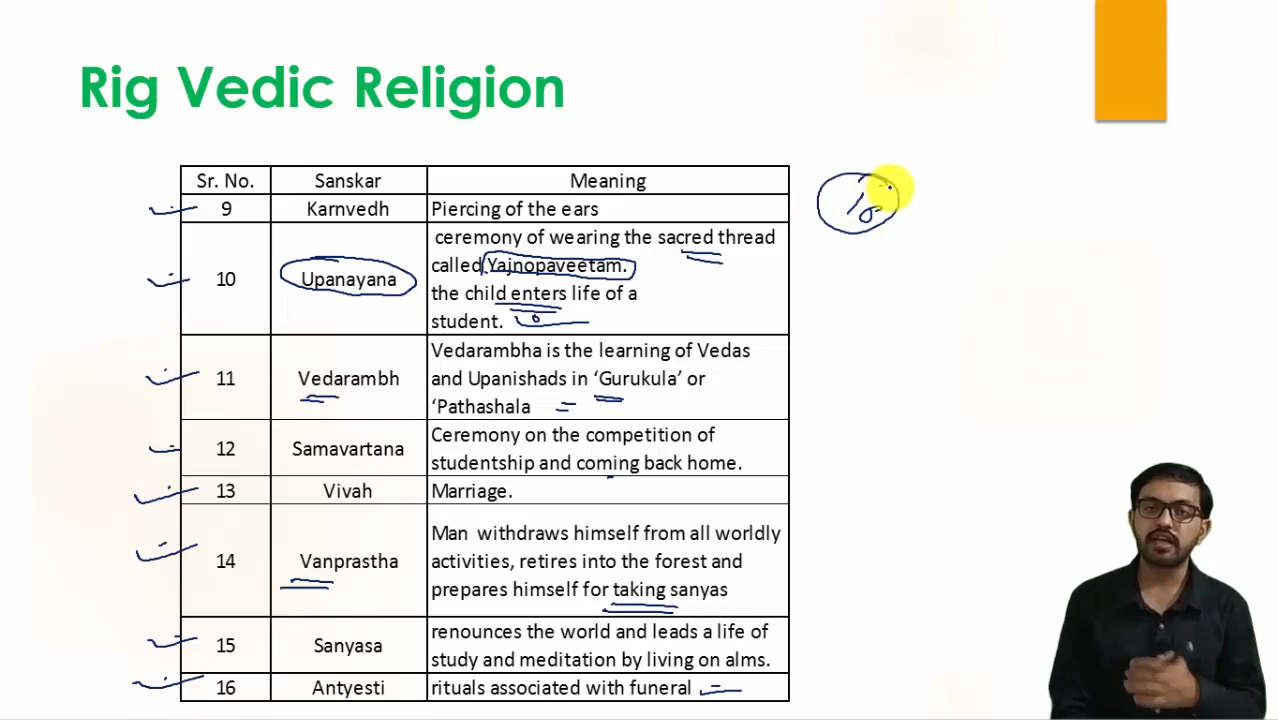 Rig Vedic Religion
Sr. No. Sanskar Meaning
9 Karnvedh Piercing of the ears
10 Upanayana ceremony of wearing the sacred thread
called Yajnopaveetam.
the child enters life of a
student.
11 Vedarambh Vedarambha is the learning of Vedas
and Upanishads in ‘Gurukula’ or
‘Pathashala
12 Samavartana Ceremony on the competition of
studentship and coming back home.
13 Vivah Marriage.
14 Vanprastha Man withdraws himself from all worldly
activities, retires into the forest and
prepares himself for taking sanyas
15 Sanyasa renounces the world and leads a life of
study and meditation by living on alms.
16 Antyesti rituals associated with funeral
16